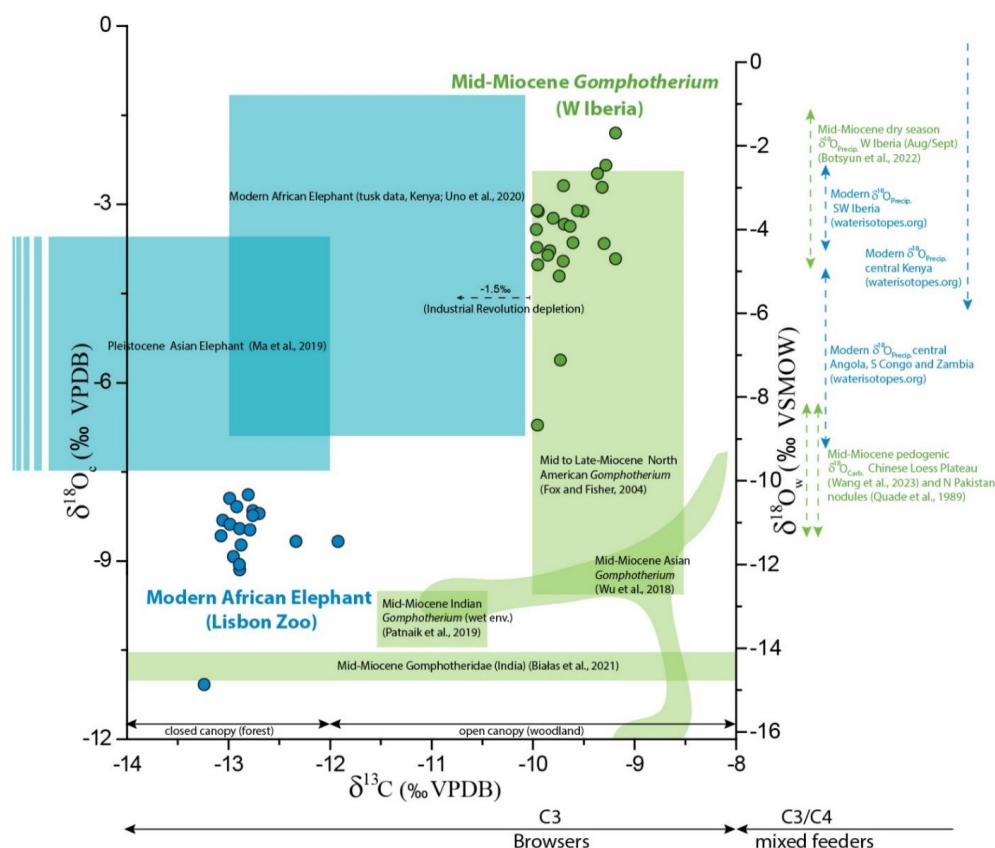 0
-3
-6
-9
-12
δ¹⁸Oc (‰ VPDB)
Mid-Miocene Gomphotherium
(W Iberia)
Modern African Elephant (tusk data, Kenya; Uno et al., 2020)
-1.5‰
(Industrial Revolution depletion)
Pleistocene Asian Elephant (Ma et al., 2019)
Mid to Late-Miocene North
American Gomphotherium
(Fox and Fisher, 2004)
Mid-Miocene Asian
Gomphotherium
(Wu et al., 2018)
Modern African Elephant
(Lisbon Zoo)
Mid-Miocene Indian
Gomphotherium (wet env.)
(Patnaik et al., 2019)
Mid-Miocene Gomphotheridae (India) (Białas et al., 2021)
closed canopy (forest)
open canopy (woodland)
-14
-13
-12
-11
-10
-9
-8
δ¹³C (‰ VPDB)
C3
Browsers
C3/C4
mixed feeders
0
-2
-4
-6
-8
-10
-12
-14
-16
δ¹⁸Ow (‰ VSMOW)
Mid-Miocene dry season
δ¹⁸OPrecip. W Iberia (Aug/Sept)
(Botsyun et al., 2022)
Modern δ¹⁸OPrecip.
SW Iberia
(waterisotopes.org)
Modern δ¹⁸OPrecip.
central Kenya
(waterisotopes.org)
Modern δ¹⁸OPrecip. central
Angola, S Congo and Zambia
(waterisotopes.org)
Mid-Miocene pedogenic
δ¹⁸OCarb. Chinese Loess Plateau
(Wang et al., 2023) and N Pakistan
nodules (Quade et al., 1989)